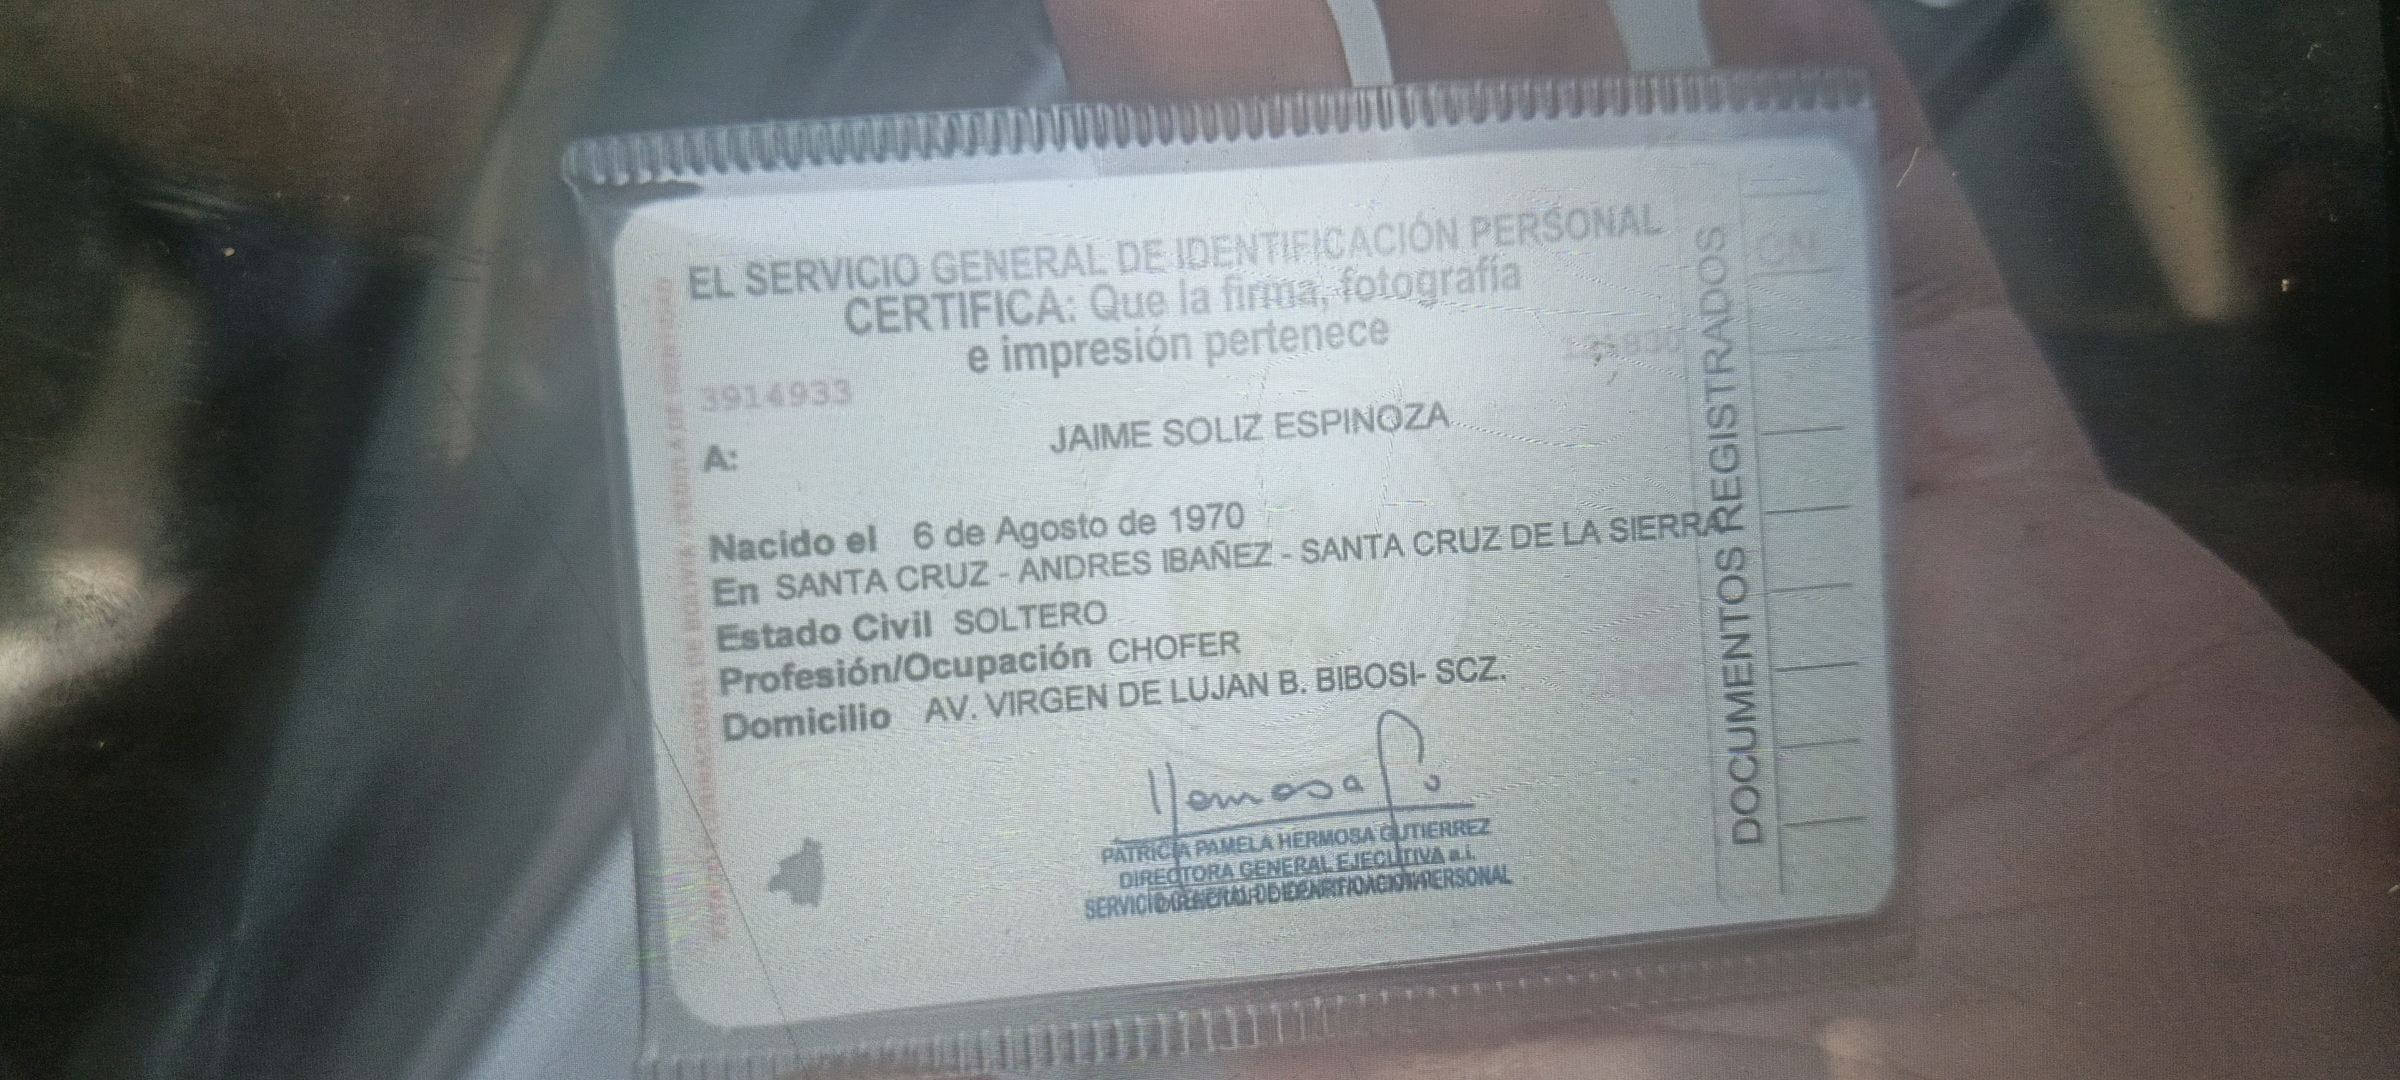 EL SERVICIO GENERAL DE IDENTIFICACIÓN PERSONAL
CERTIFICA: Que la firma, fotografía
e impresión pertenece
3914933
A: JAIME SOLIZ ESPINOZA
Nacido el 6 de Agosto de 1970
En SANTA CRUZ - ANDRES IBAÑEZ - SANTA CRUZ DE LA SIERRA
Estado Civil SOLTERO
Profesión/Ocupación CHOFER
Domicilio AV. VIRGEN DE LUJAN B. BIBOSI- SCZ.
Hermosa
PATRICIA PAMELA HERMOSA GUTIERREZ
DIRECTORA GENERAL EJECUTIVA a.i.
SERVICIO PERSONAL
DOCUMENTOS REGISTRADOS
CN